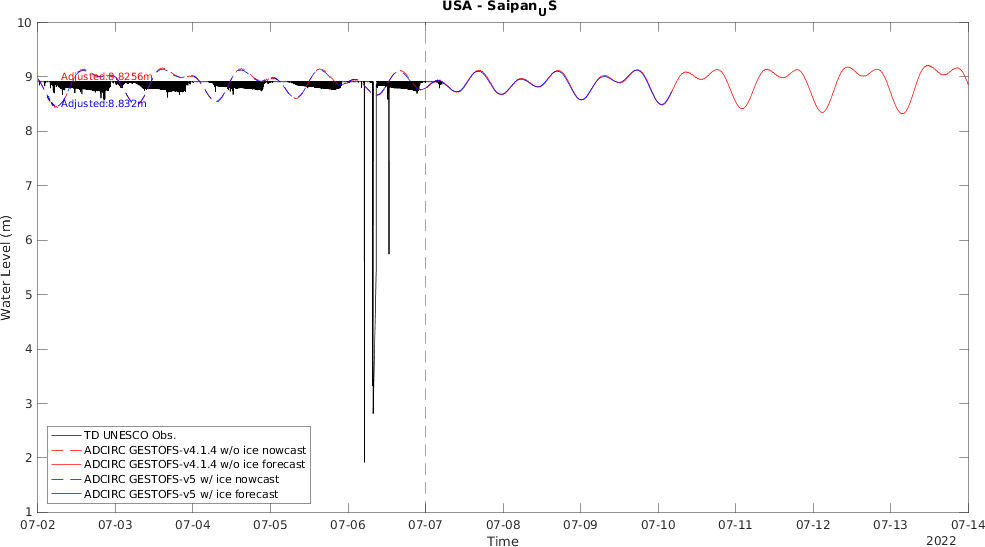 USA - Saipan_US
10
9
8
7
6
5
4
3
2
1
Water Level (m)
Adjusted:8.8256m
Adjusted:8.832m
TD UNESCO Obs.
ADCIRC GESTOFS-v4.1.4 w/o ice nowcast
ADCIRC GESTOFS-v4.1.4 w/o ice forecast
ADCIRC GESTOFS-v5 w/ ice nowcast
ADCIRC GESTOFS-v5 w/ ice forecast
07-02 07-03 07-04 07-05 07-06 07-07 07-08 07-09 07-10 07-11 07-12 07-13 07-14
Time
2022